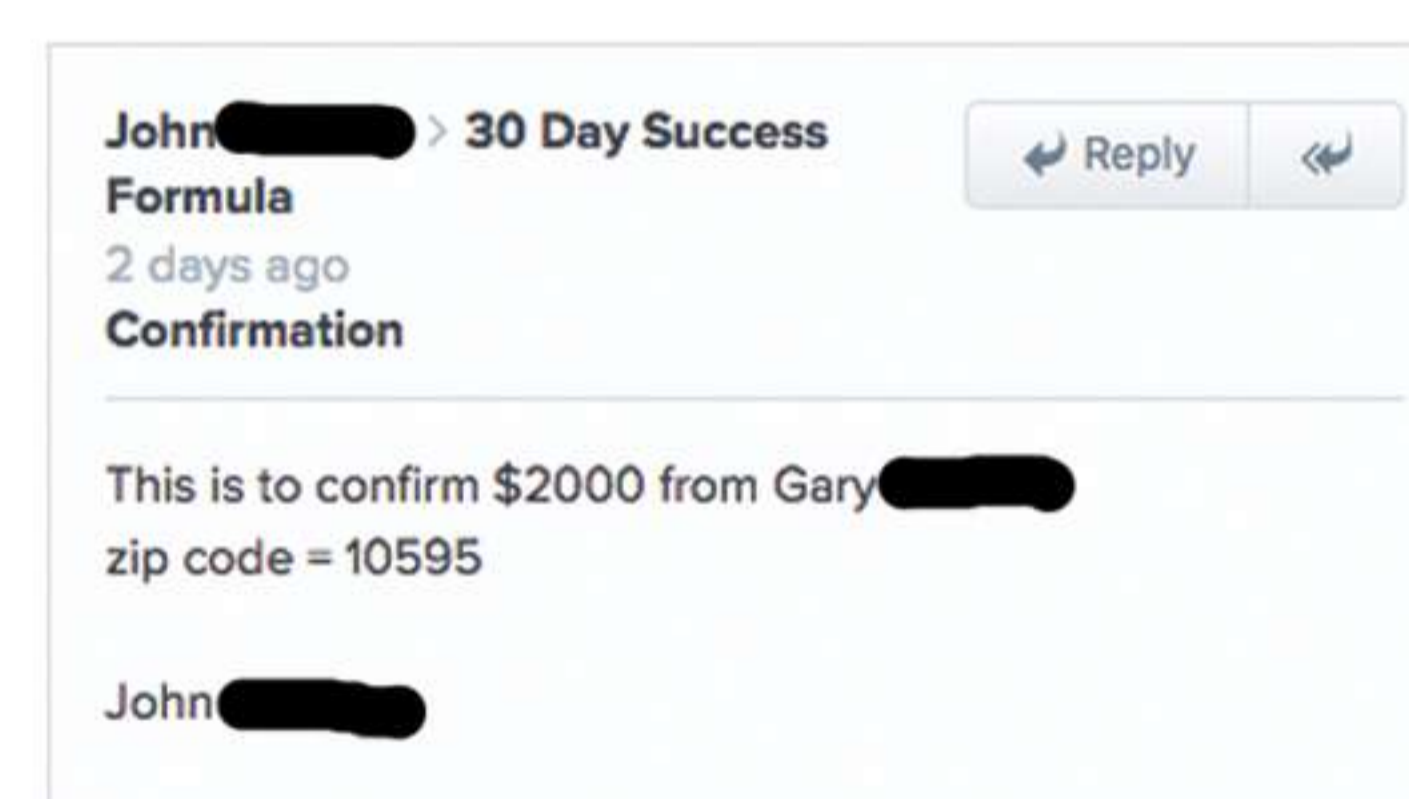 John > 30 Day Success
Formula
Reply
2 days ago
Confirmation
This is to confirm $2000 from Gary
zip code = 10595
John